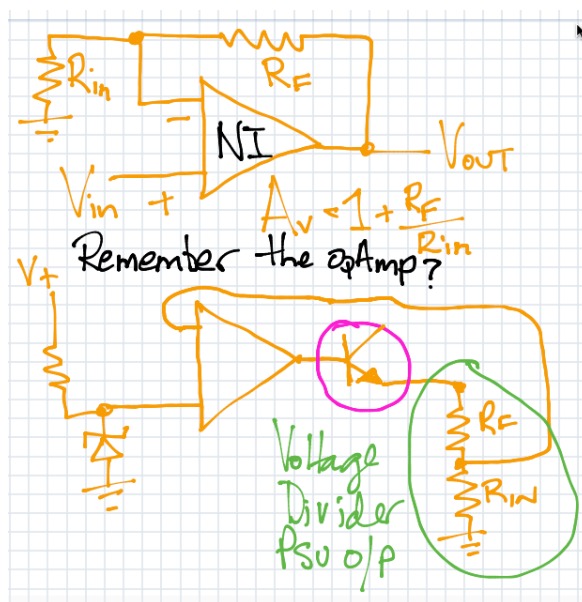 Rin
RF
−
NI
VOUT
Vin +
Av = 1 + RF/Rin
Remember the OpAmp?
V+
RF
RIN
Voltage
Divider
PSU o/p